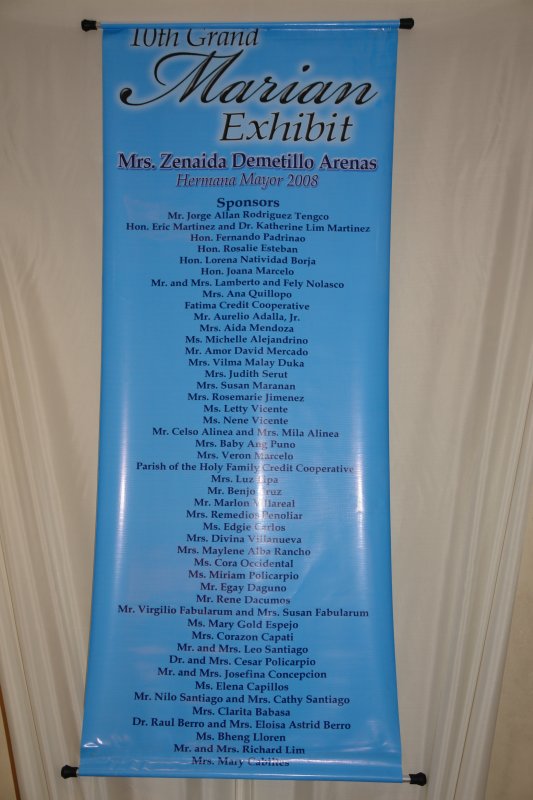 10th Grand
Marian
Exhibit
Mrs. Zenaida Demetillo Arenas
Hermana Mayor 2008
Sponsors
Mr. Jorge Allan Rodriguez Tengco
Hon. Eric Martinez and Dr. Katherine Lim Martinez
Hon. Fernando Padrinao
Hon. Rosalie Esteban
Hon. Lorena Natividad Borja
Hon. Joana Marcelo
Mr. and Mrs. Lamberto and Fely Nolasco
Mrs. Ana Quillopo
Fatima Credit Cooperative
Mr. Aurelio Adalla, Jr.
Mrs. Aida Mendoza
Ms. Michelle Alejandrino
Mr. Amor David Mercado
Mrs. Vilma Malay Duka
Mrs. Judith Serut
Mrs. Susan Maranan
Mrs. Rosemarie Jimenez
Ms. Letty Vicente
Ms. Nene Vicente
Mr. Celso Alinea and Mrs. Mila Alinea
Mrs. Baby Ang Puno
Mrs. Veron Marcelo
Parish of the Holy Family Credit Cooperative
Mrs. Luz Lipa
Mr. Benjo Cruz
Mr. Marlon Villareal
Mrs. Remedios Penoliar
Ms. Edgie Carlos
Mrs. Divina Villanueva
Mrs. Maylene Alba Rancho
Ms. Cora Occidental
Ms. Miriam Policarpio
Mr. Egay Daguno
Mr. Rene Dacumos
Mr. Virgilio Fabularum and Mrs. Susan Fabularum
Ms. Mary Gold Espejo
Mrs. Corazon Capati
Mr. and Mrs. Leo Santiago
Dr. and Mrs. Cesar Policarpio
Mr. and Mrs. Josefina Concepcion
Ms. Elena Capillos
Mr. Nilo Santiago and Mrs. Cathy Santiago
Mrs. Clarita Babasa
Dr. Raul Berro and Mrs. Eloisa Astrid Berro
Ms. Bheng Lloren
Mr. and Mrs. Richard Lim
Mrs. Mary Cabiltes